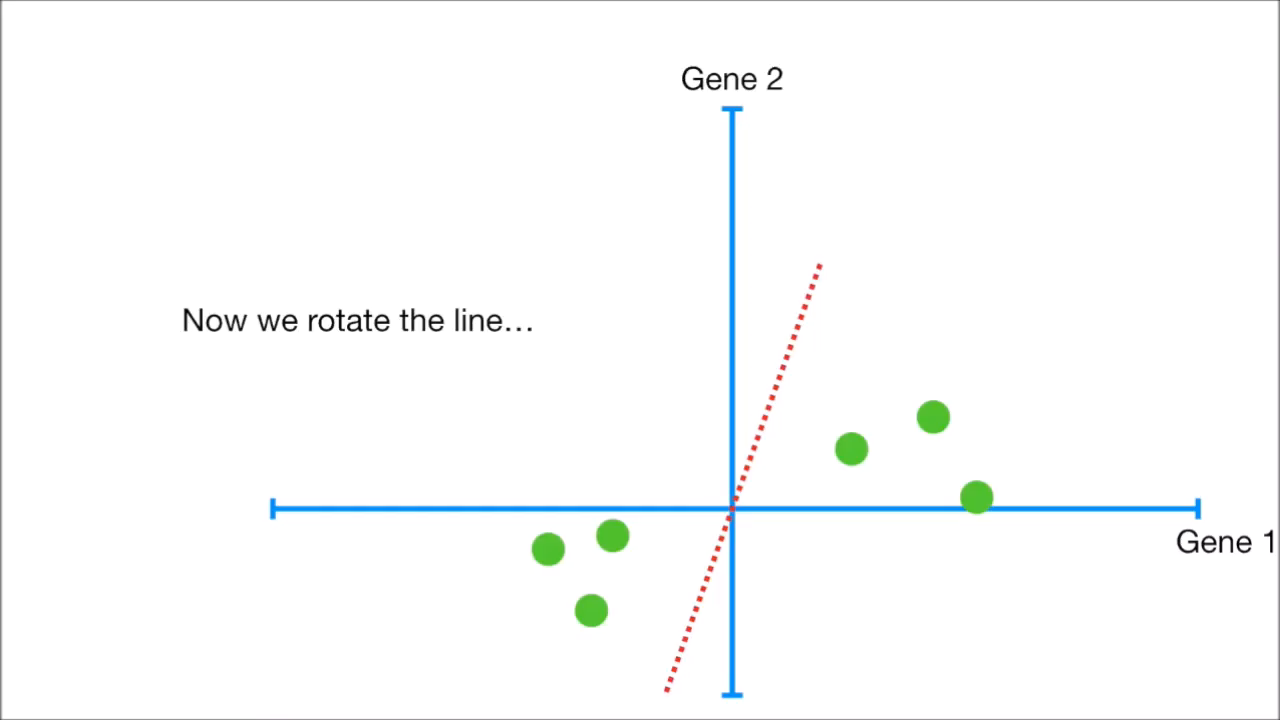 Gene 2
Now we rotate the line…
Gene 1